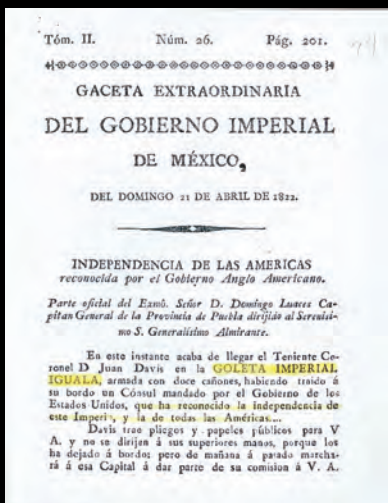 Tóm. II. Núm. 26. Pág. 201.
GACETA EXTRAORDINARIA
DEL GOBIERNO IMPERIAL
DE MÉXICO,
DEL DOMINGO 21 DE ABRIL DE 1822.
INDEPENDENCIA DE LAS AMERICAS
reconocida por el Gobierno Anglo Americano.
Parte oficial del Exmô. Señor D. Domingo Luaces Ca-
pitan General de la Provincia de Puebla dirijido al Serenísi-
mo S. Generalísimo Almirante.
En este instante acaba de llegar el Teniente Co-
ronel D Juan Davis en la GOLETA IMPERIAL
IGUALA, armada con doce cañones, habiendo traido á
su bordo un Cónsul mandado por el Gobierno de los
Estados Unidos, que ha reconocido la independencia de
este Imperio, y la de todas las Américas....
Davis trae pliegos y papeles públicos para V
A. y no se dirijen á sus superiores manos, porque los
ha dejado á bordo; pero de mañana á pasado marcha-
rá á esa Capital á dar parte de su comision á V. A.